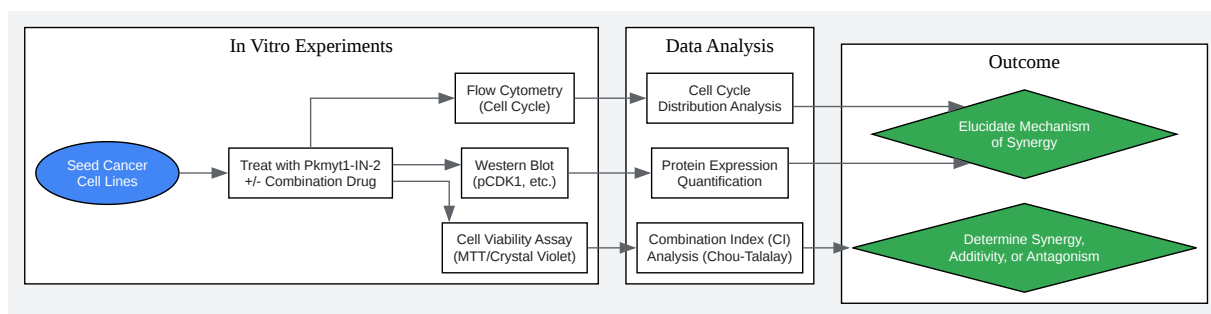 In Vitro Experiments
Seed Cancer
Cell Lines
Treat with Pkmyt1-IN-2
+/- Combination Drug
Flow Cytometry
(Cell Cycle)
Western Blot
(pCDK1, etc.)
Cell Viability Assay
(MTT/Crystal Violet)
Data Analysis
Cell Cycle
Distribution Analysis
Protein Expression
Quantification
Combination Index (CI)
Analysis (Chou-Talalay)
Outcome
Elucidate Mechanism
of Synergy
Determine Synergy,
Additivity, or Antagonism